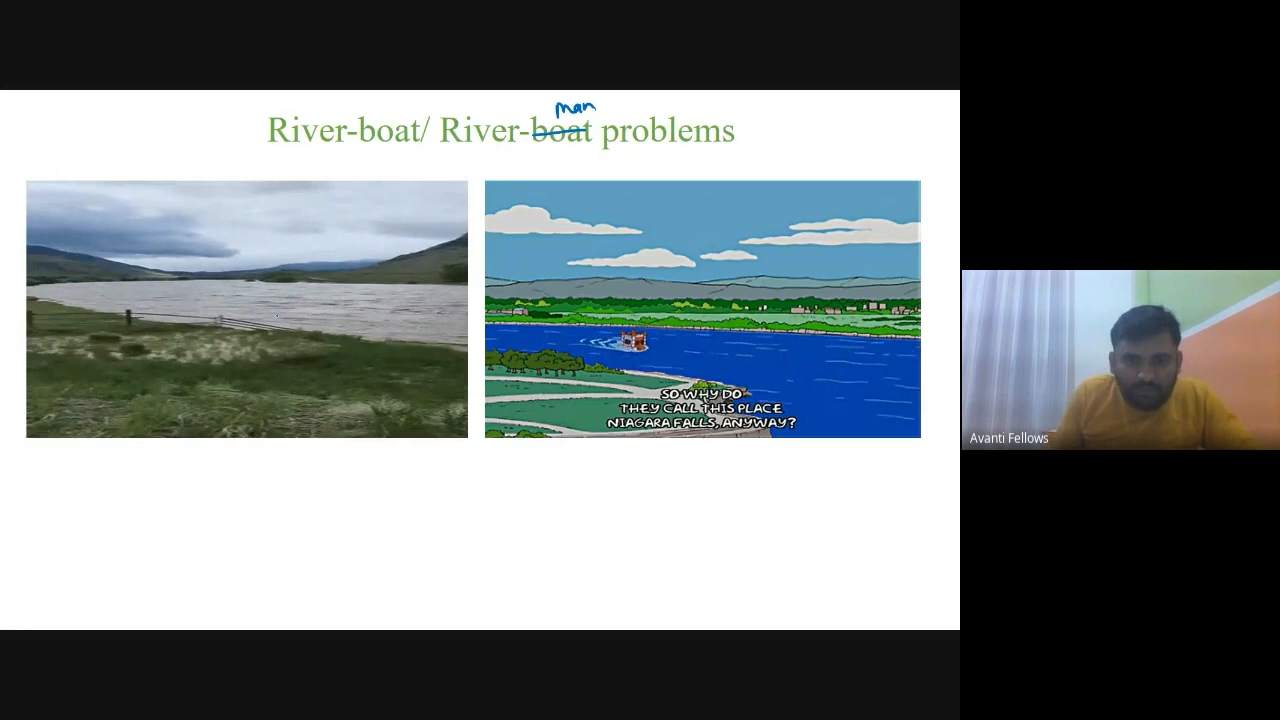 man
River-boat/ River-boat problems
SO WHY DO
THEY CALL THIS PLACE
NIAGARA FALLS, ANYWAY?
Avanti Fellows